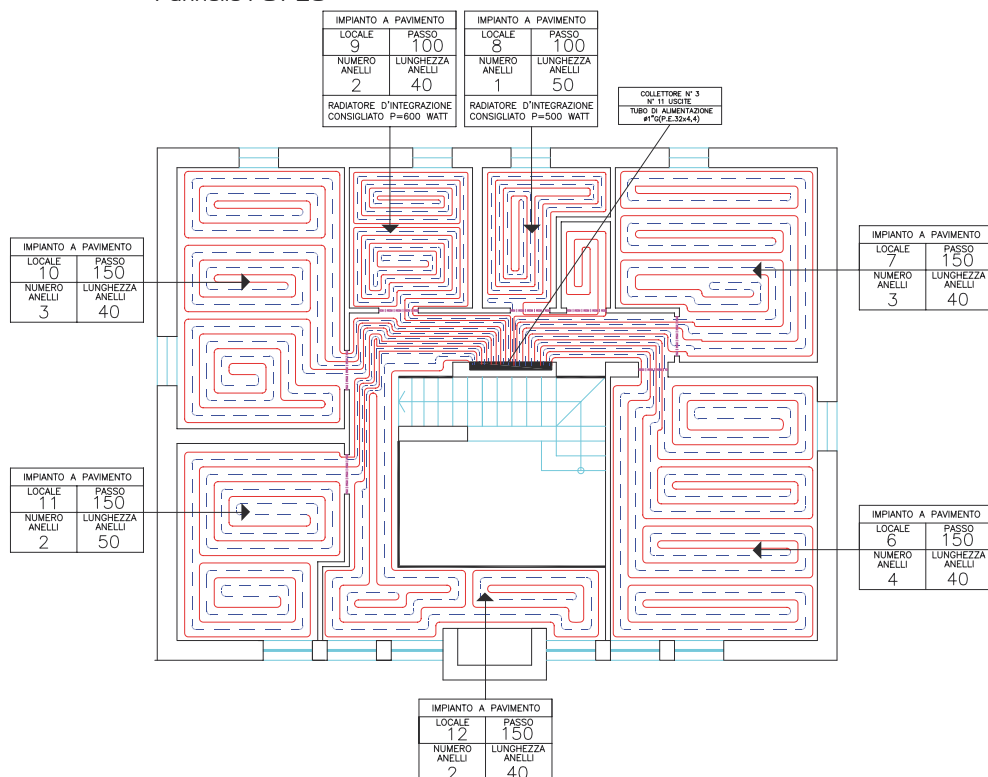 IMPIANTO A PAVIMENTO
LOCALE PASSO
9 100
NUMERO ANELLI LUNGHEZZA ANELLI
2 40
RADIATORE D'INTEGRAZIONE
CONSIGLIATO P=600 WATT
IMPIANTO A PAVIMENTO
LOCALE PASSO
8 100
NUMERO ANELLI LUNGHEZZA ANELLI
1 50
RADIATORE D'INTEGRAZIONE
CONSIGLIATO P=500 WATT
COLLETTORE N° 3
N° 11 USCITE
TUBO DI ALIMENTAZIONE
ø1"G(P.E.32x4,4)
IMPIANTO A PAVIMENTO
LOCALE PASSO
10 150
NUMERO ANELLI LUNGHEZZA ANELLI
3 40
IMPIANTO A PAVIMENTO
LOCALE PASSO
7 150
NUMERO ANELLI LUNGHEZZA ANELLI
3 40
IMPIANTO A PAVIMENTO
LOCALE PASSO
11 150
NUMERO ANELLI LUNGHEZZA ANELLI
2 50
IMPIANTO A PAVIMENTO
LOCALE PASSO
6 150
NUMERO ANELLI LUNGHEZZA ANELLI
4 40
IMPIANTO A PAVIMENTO
LOCALE PASSO
12 150
NUMERO ANELLI LUNGHEZZA ANELLI
2 40